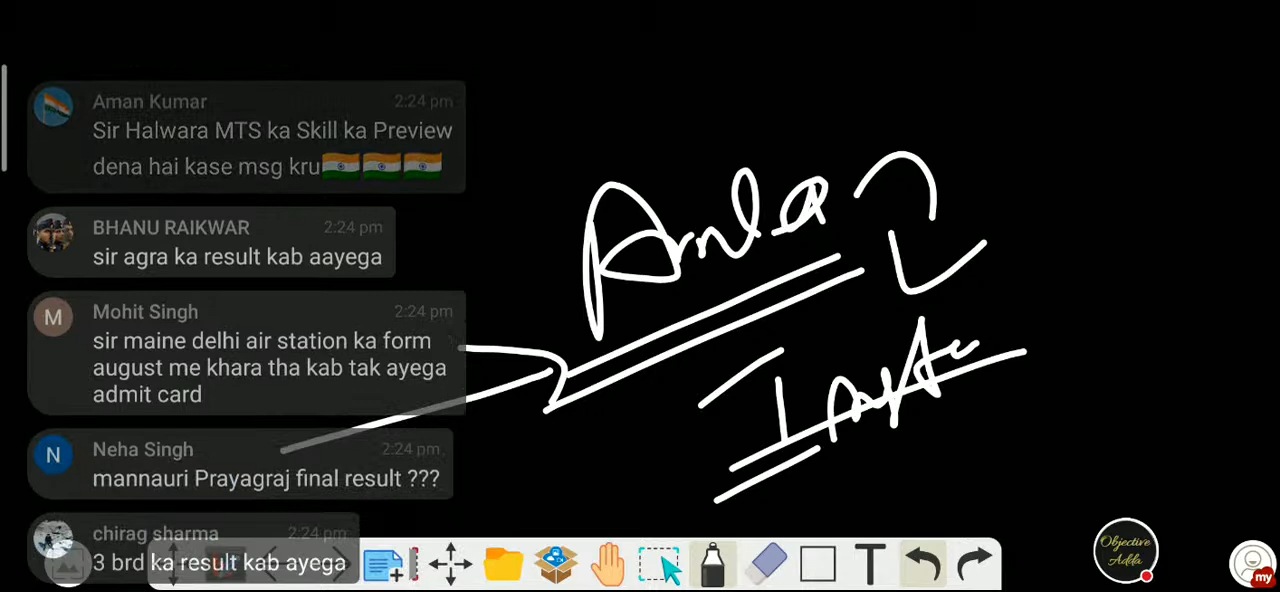 Aman Kumar 2:24 pm
Sir Halwara MTS ka Skill ka Preview
dena hai kase msg kru🇮🇳🇮🇳🇮🇳
BHANU RAIKWAR 2:24 pm
sir agra ka result kab aayega
M Mohit Singh 2:24 pm
sir maine delhi air station ka form
august me khara tha kab tak ayega
admit card
N Neha Singh 2:24 pm
mannauri Prayagraj final result ???
chirag sharma 2:24 pm
3 brd ka result kab ayega
T
Objective
Adda
my